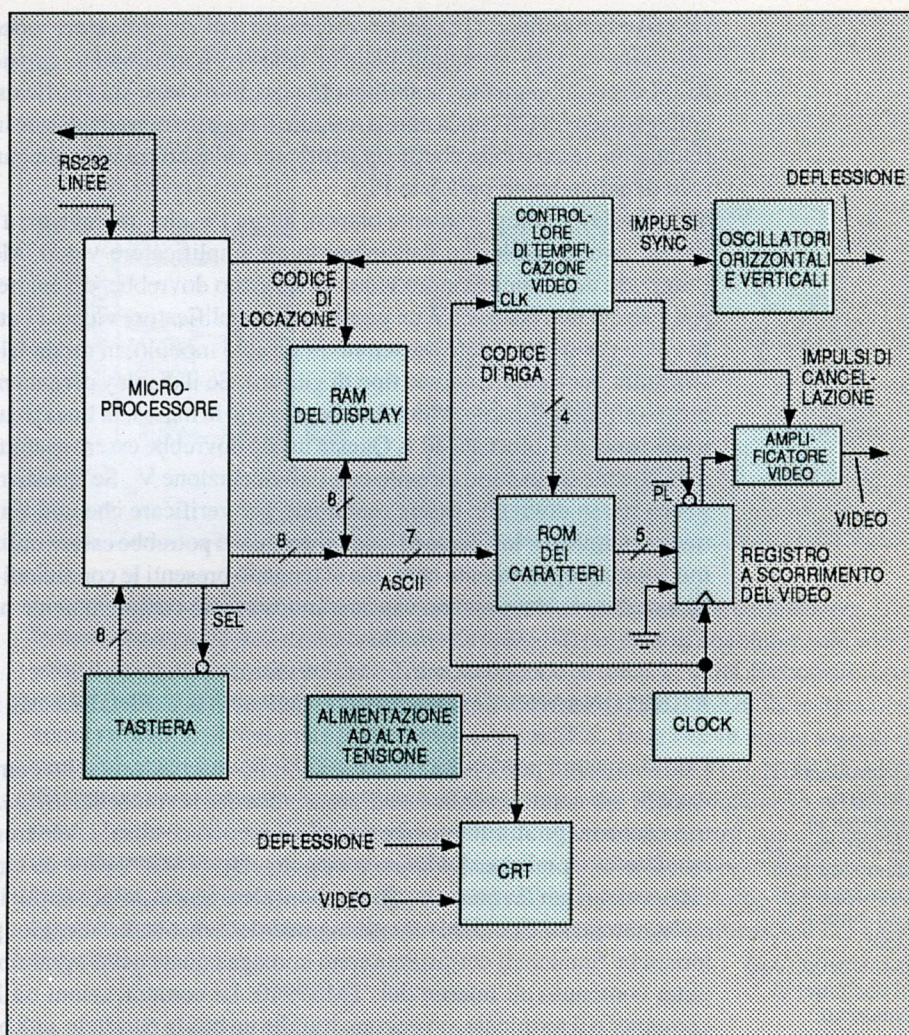 RS232
LINEE
MICRO-
PROCESSORE
CODICE
DI
LOCAZIONE
RAM
DEL DISPLAY
8
8
7
ASCII
8
SEL
TASTIERA
CONTROL-
LORE
DI TEMPIFI-
CAZIONE
VIDEO
CLK
IMPULSI
SYNC
OSCILLATORI
ORIZZONTALI
E VERTICALI
DEFLESSIONE
CODICE
DI RIGA
4
IMPULSI DI
CANCEL-
LAZIONE
AMPLI-
FICATORE
VIDEO
VIDEO
PL
ROM
DEI
CARATTERI
5
REGISTRO
A SCORRIMENTO
DEL VIDEO
CLOCK
ALIMENTAZIONE
AD ALTA
TENSIONE
DEFLESSIONE
VIDEO
CRT